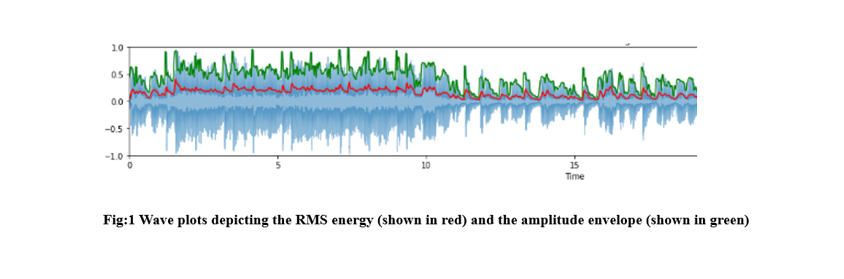 1.0
0.5
0.0
−0.5
−1.0
0 5 10 15
Time
Fig:1 Wave plots depicting the RMS energy (shown in red) and the amplitude envelope (shown in green)